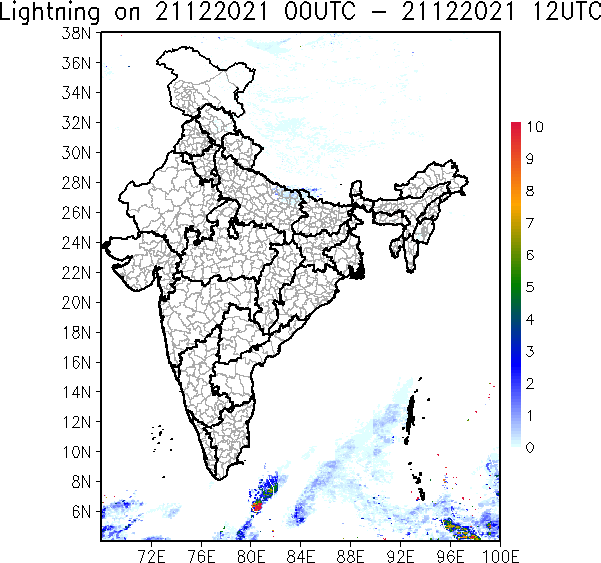 Lightning on 21122021 00UTC – 21122021 12UTC
38N
36N
34N
32N
30N
28N
26N
24N
22N
20N
18N
16N
14N
12N
10N
8N
6N
72E 76E 80E 84E 88E 92E 96E 100E
10
9
8
7
6
5
4
3
2
1
0